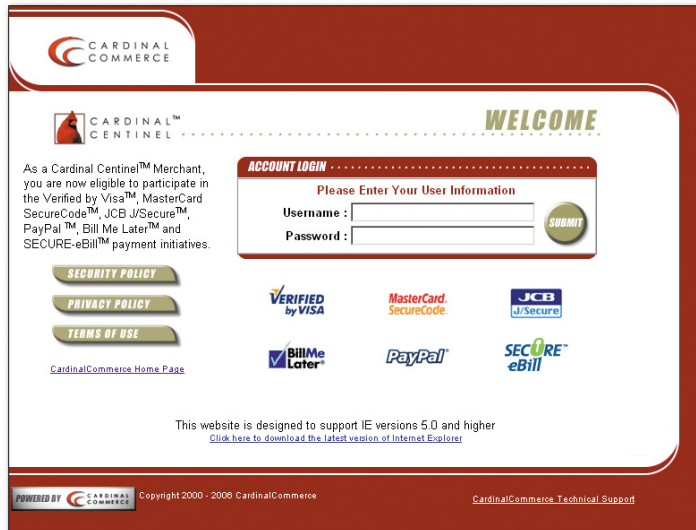 CARDINAL
COMMERCE
CARDINAL™
CENTINEL
WELCOME
As a Cardinal Centinel™ Merchant,
you are now eligible to participate in
the Verified by Visa™, MasterCard
SecureCode™, JCB J/Secure™,
PayPal ™, Bill Me Later™ and
SECURE-eBill™ payment initiatives.
SECURITY POLICY
PRIVACY POLICY
TERMS OF USE
CardinalCommerce Home Page
ACCOUNT LOGIN
Please Enter Your User Information
Username :
Password :
SUBMIT
VERIFIED
by VISA
MasterCard.
SecureCode.
JCB
J/Secure
BillMe
Later®
PayPal®
SECURE™
eBill
This website is designed to support IE versions 5.0 and higher
Click here to download the latest version of Internet Explorer
POWERED BY
CARDINAL
COMMERCE
Copyright 2000 - 2006 CardinalCommerce
CardinalCommerce Technical Support